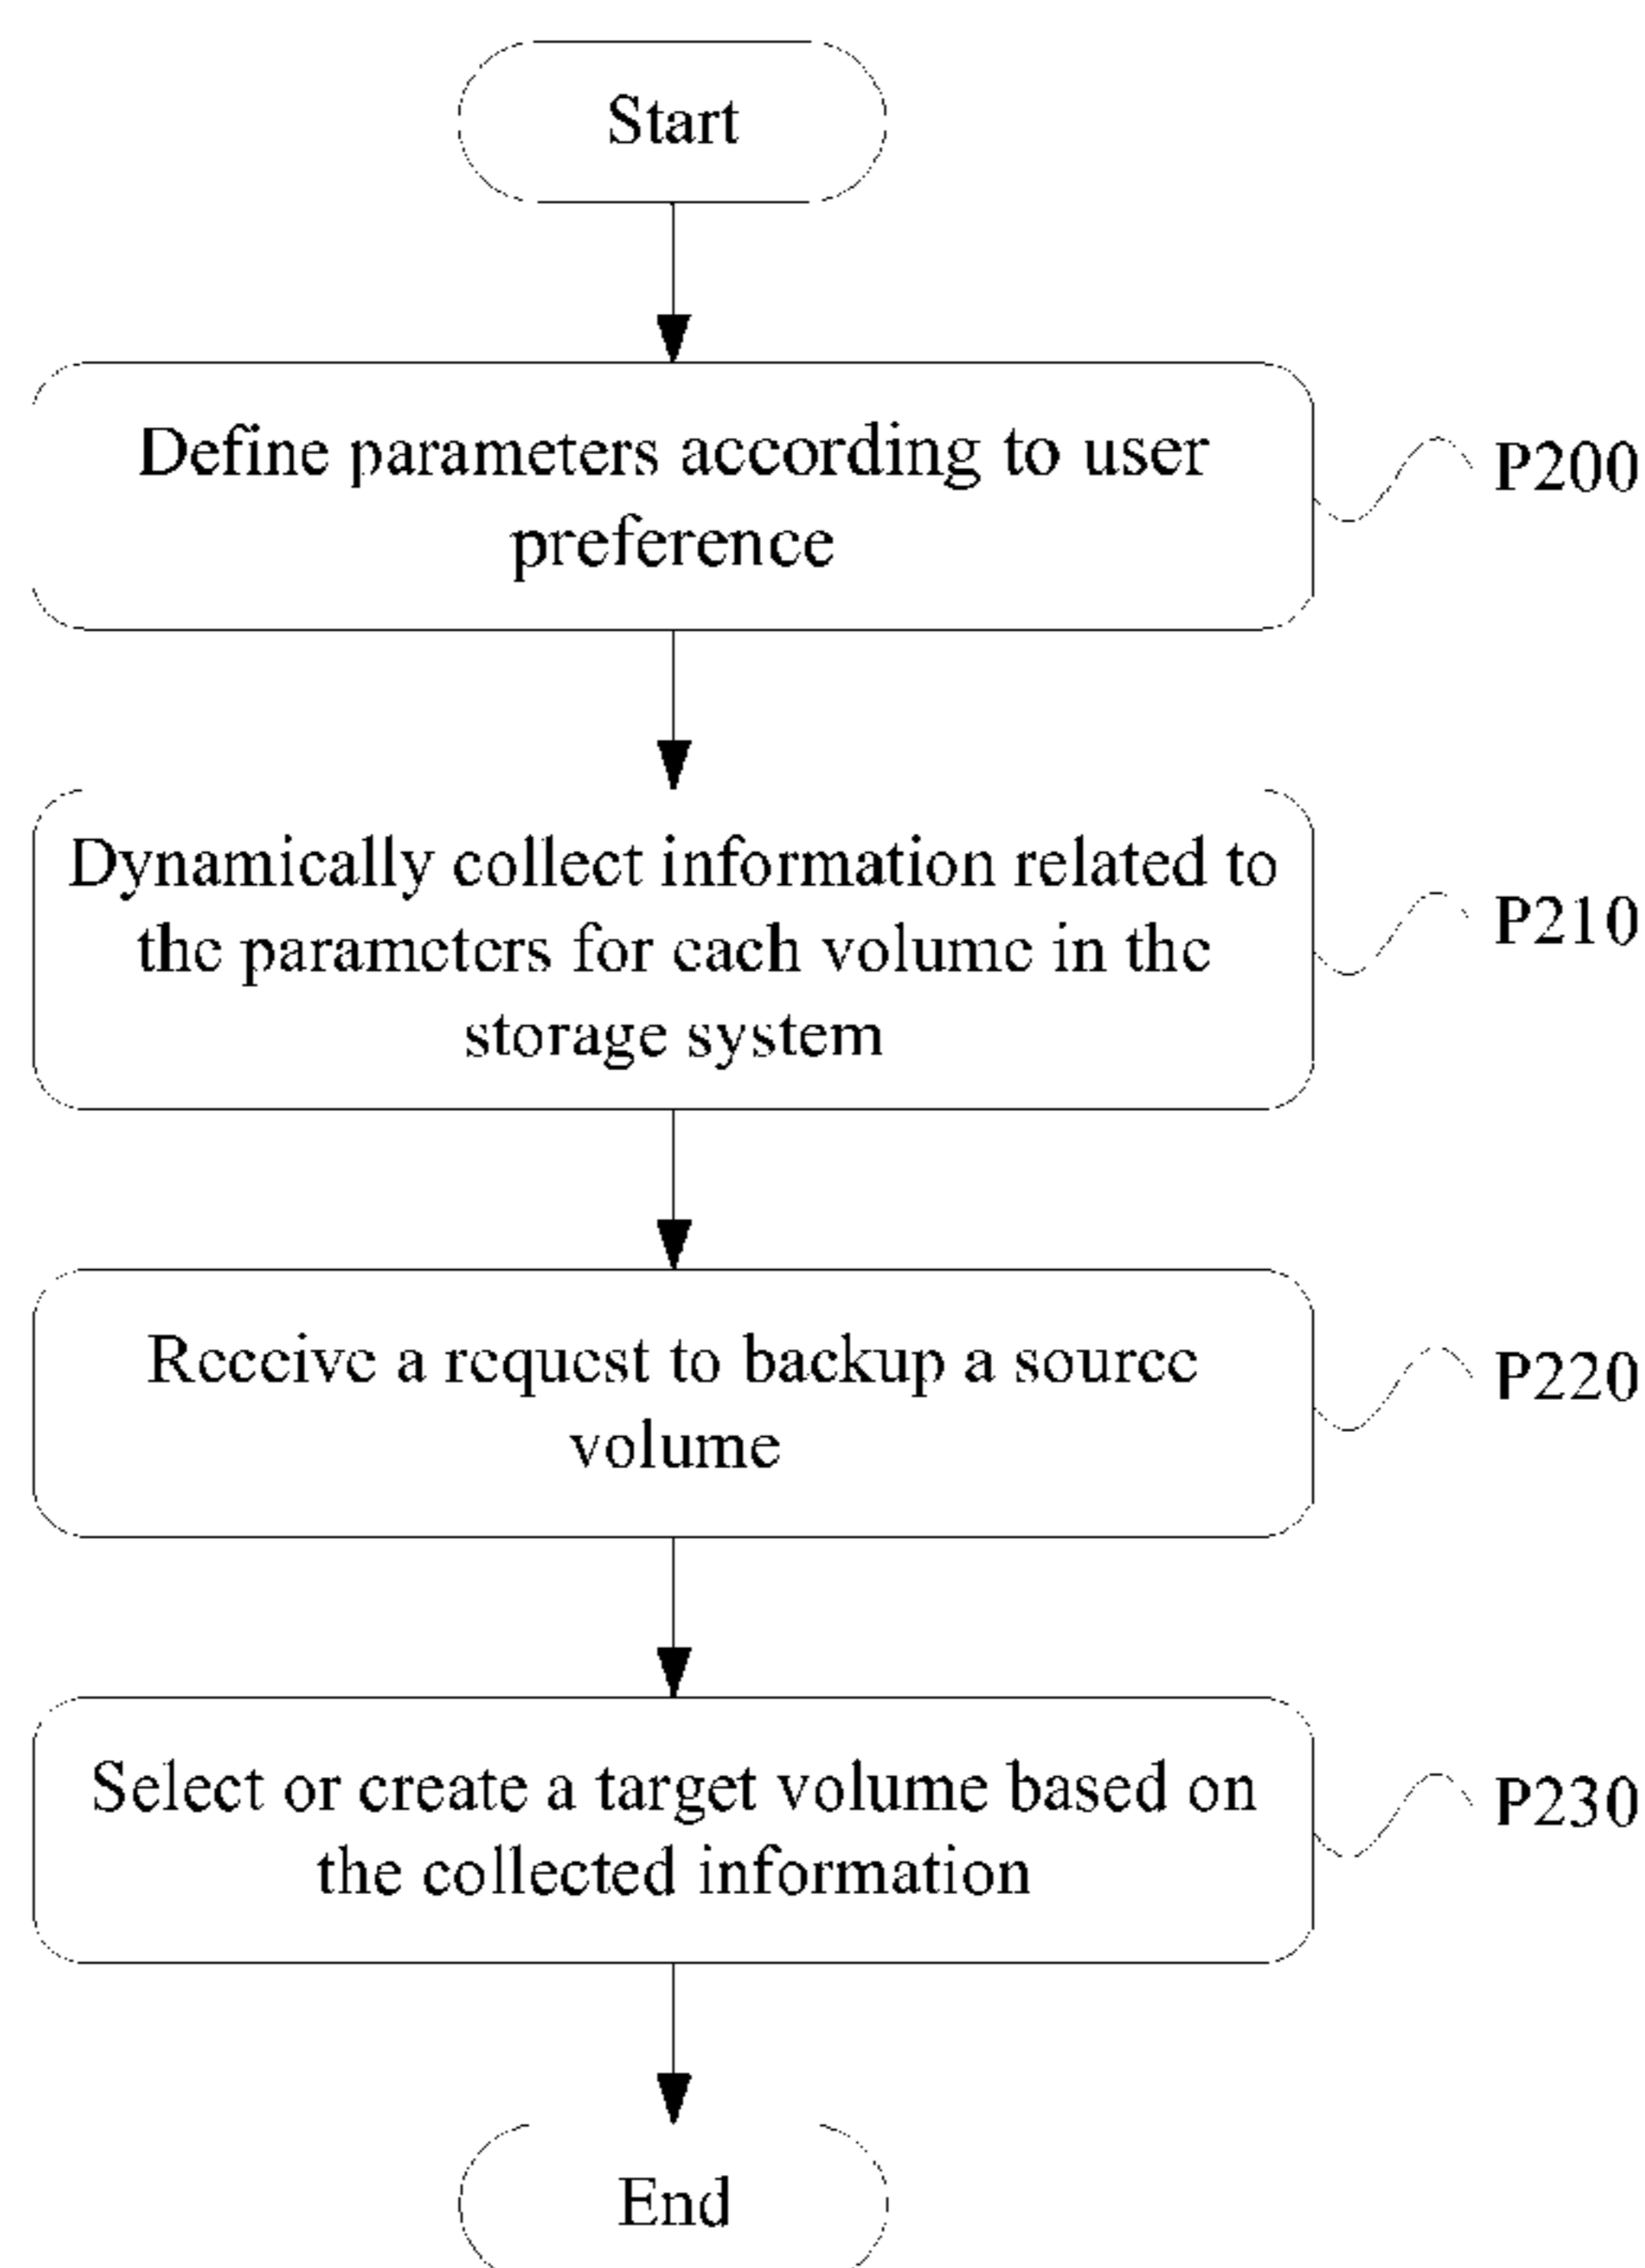 Start
Define parameters according to user
preference
P200
Dynamically collect information related to
the parameters for each volume in the
storage system
P210
Receive a request to backup a source
volume
P220
Select or create a target volume based on
the collected information
P230
End